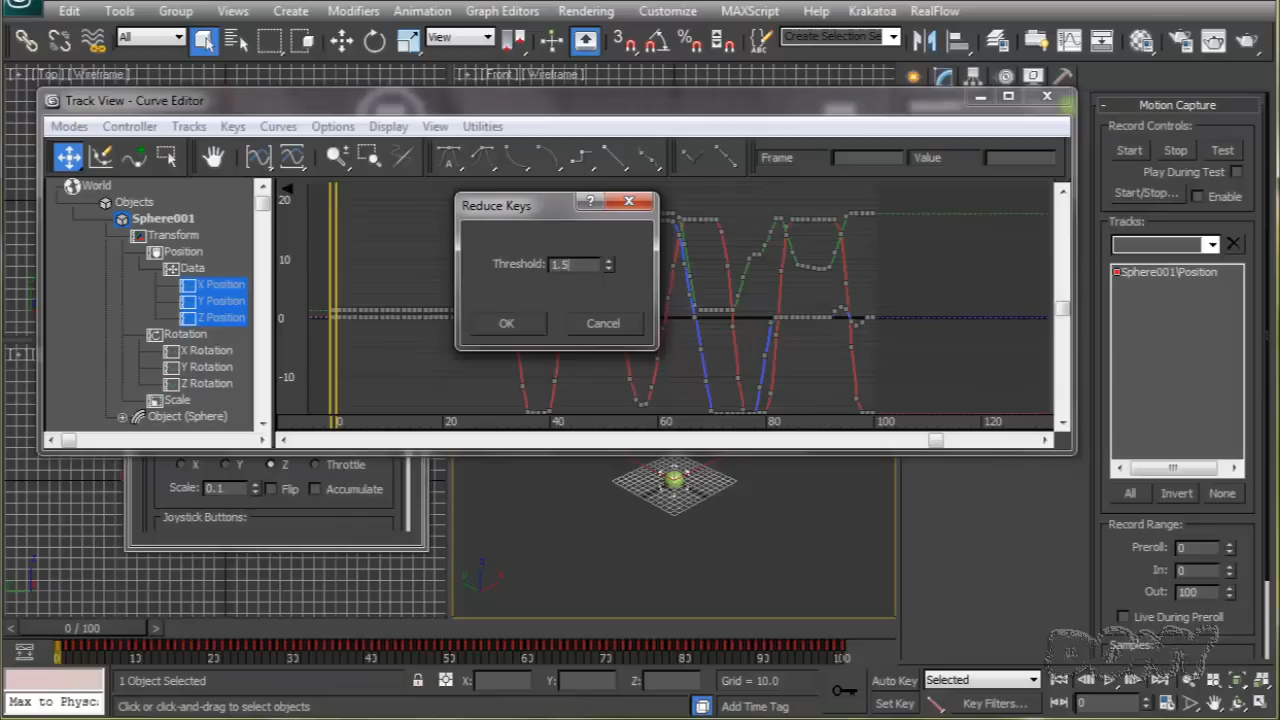 Edit Tools Group Views Create Modifiers Animation Graph Editors Rendering Customize MAXScript Help Krakatoa RealFlow
All View 3 ABC Create Selection Se
[+][Top][Wireframe] [+][Front][Wireframe]
Track View - Curve Editor
Modes Controller Tracks Keys Curves Options Display View Utilities
Frame Value
World
Objects
Sphere001
Transform
Position
Data
X Position
Y Position
Z Position
Rotation
X Rotation
Y Rotation
Z Rotation
Scale
Object (Sphere)
20
10
0
-10
0 20 40 60 80 100 120
Reduce Keys
Threshold: 1.5
OK Cancel
Motion Capture
Record Controls:
Start Stop Test
Play During Test
Start/Stop... Enable
Tracks:
Sphere001\Position
All Invert None
Record Range:
Preroll: 0
In: 0
Out: 100
Live During Preroll
Samples:
X Y Z Throttle
Scale: 0.1 Flip Accumulate
Joystick Buttons:
< 0 / 100 >
0 13 23 33 43 53 63 73 83 93 100
1 Object Selected X: Y: Z: Grid = 10.0 Auto Key Selected
Max to Physc. Click or click-and-drag to select objects Add Time Tag Set Key Key Filters... 0